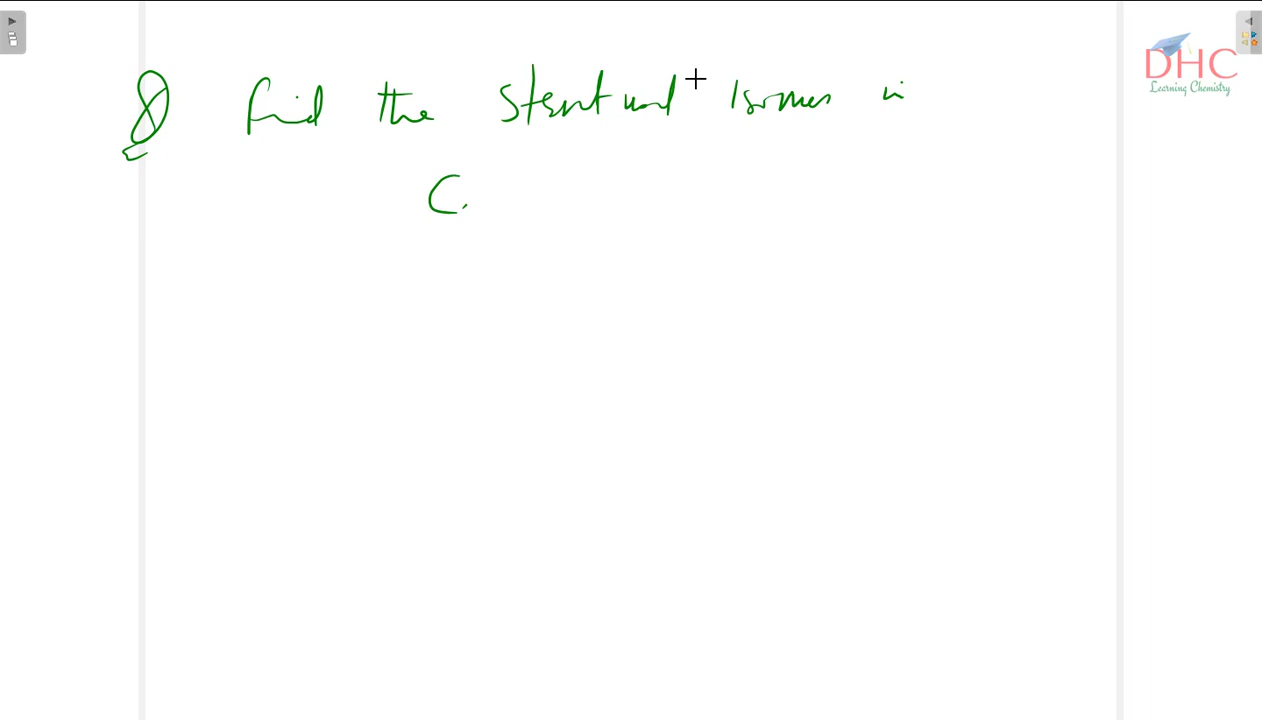 Q find the Structural Isomers in
C
DHC
Learning Chemistry